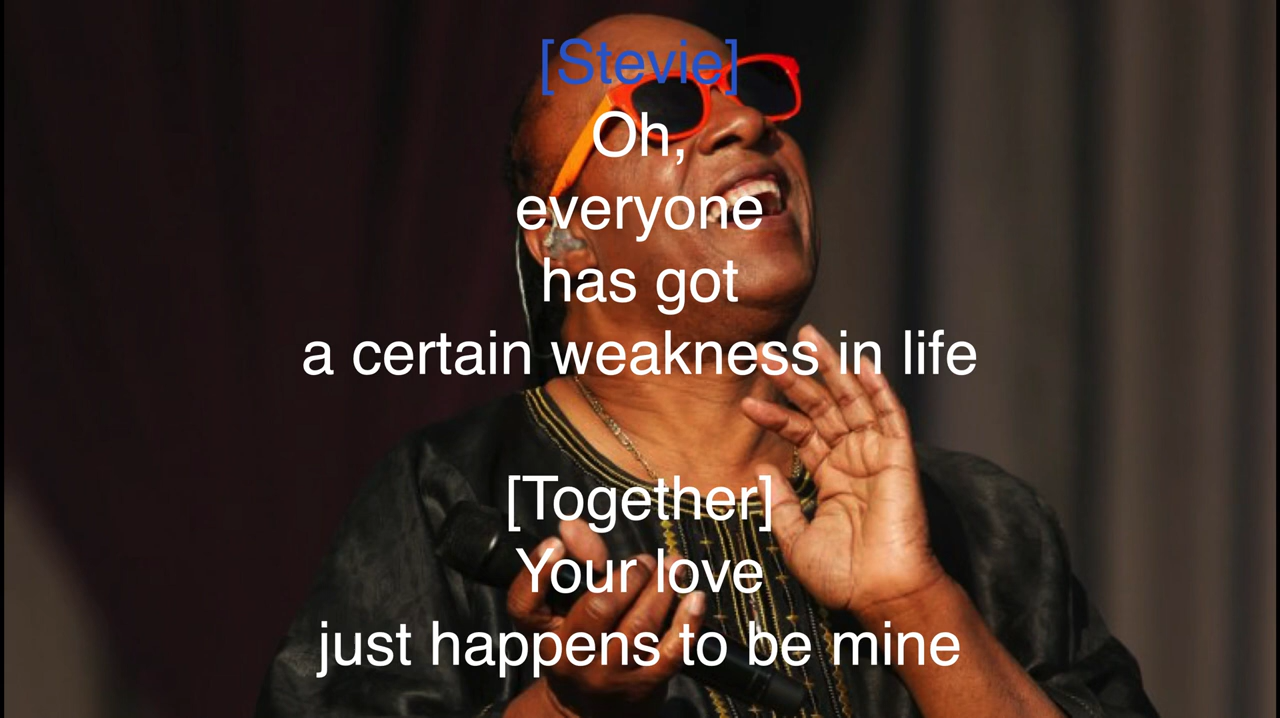 [Stevie]
Oh,
everyone
has got
a certain weakness in life
[Together]
Your love
just happens to be mine